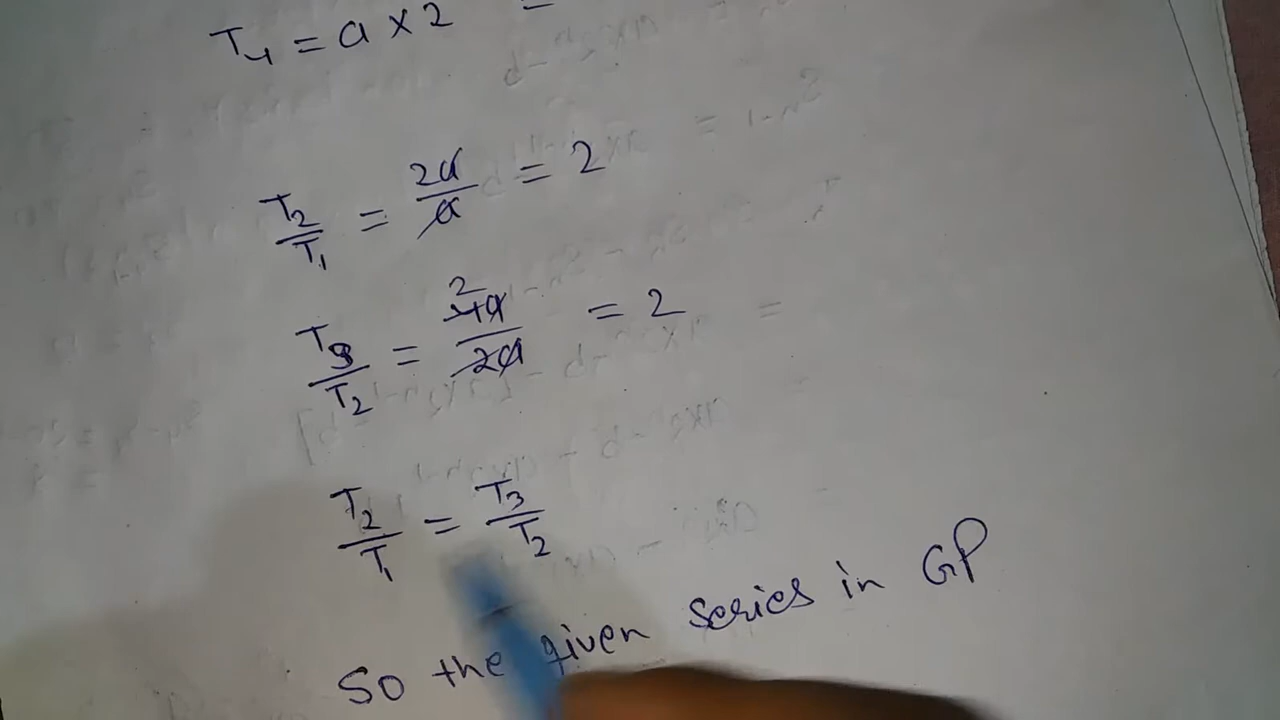 T4 = a × 2 =
T2/T1 = 2a/a = 2
T3/T2 = 4a/2a 2 = 2
T2/T1 = T3/T2
So the given series in GP